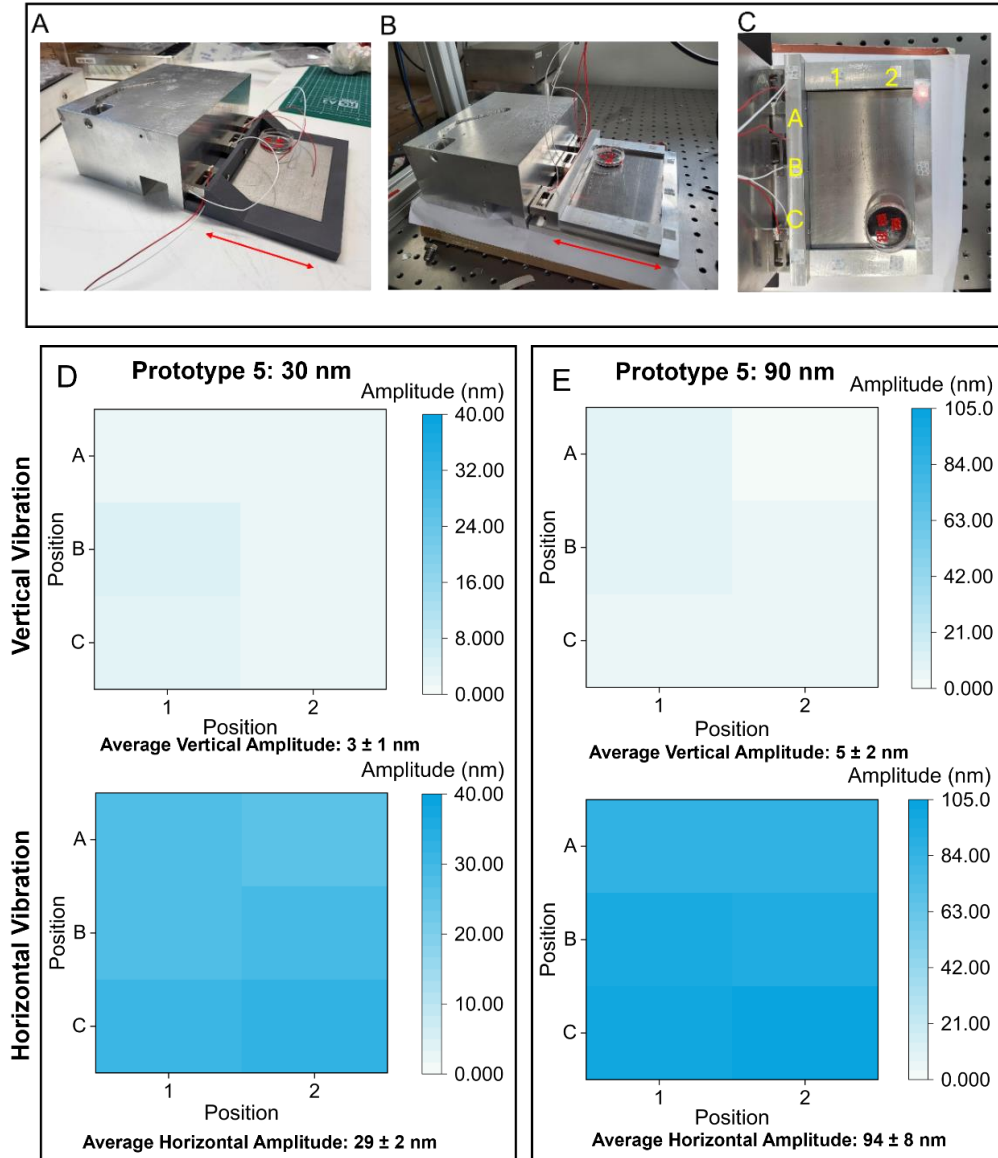 A
B
C
1 2
A
B
C
D
Prototype 5: 30 nm
Amplitude (nm)
40.00
32.00
24.00
16.00
8.000
0.000
Vertical Vibration
Position
A
B
C
1 2
Position
Average Vertical Amplitude: 3 ± 1 nm
E
Prototype 5: 90 nm
Amplitude (nm)
105.0
84.00
63.00
42.00
21.00
0.000
Position
A
B
C
1 2
Position
Average Vertical Amplitude: 5 ± 2 nm
Horizontal Vibration
Amplitude (nm)
40.00
30.00
20.00
10.00
0.000
Position
A
B
C
1 2
Position
Average Horizontal Amplitude: 29 ± 2 nm
Amplitude (nm)
105.0
84.00
63.00
42.00
21.00
0.000
Position
A
B
C
1 2
Position
Average Horizontal Amplitude: 94 ± 8 nm